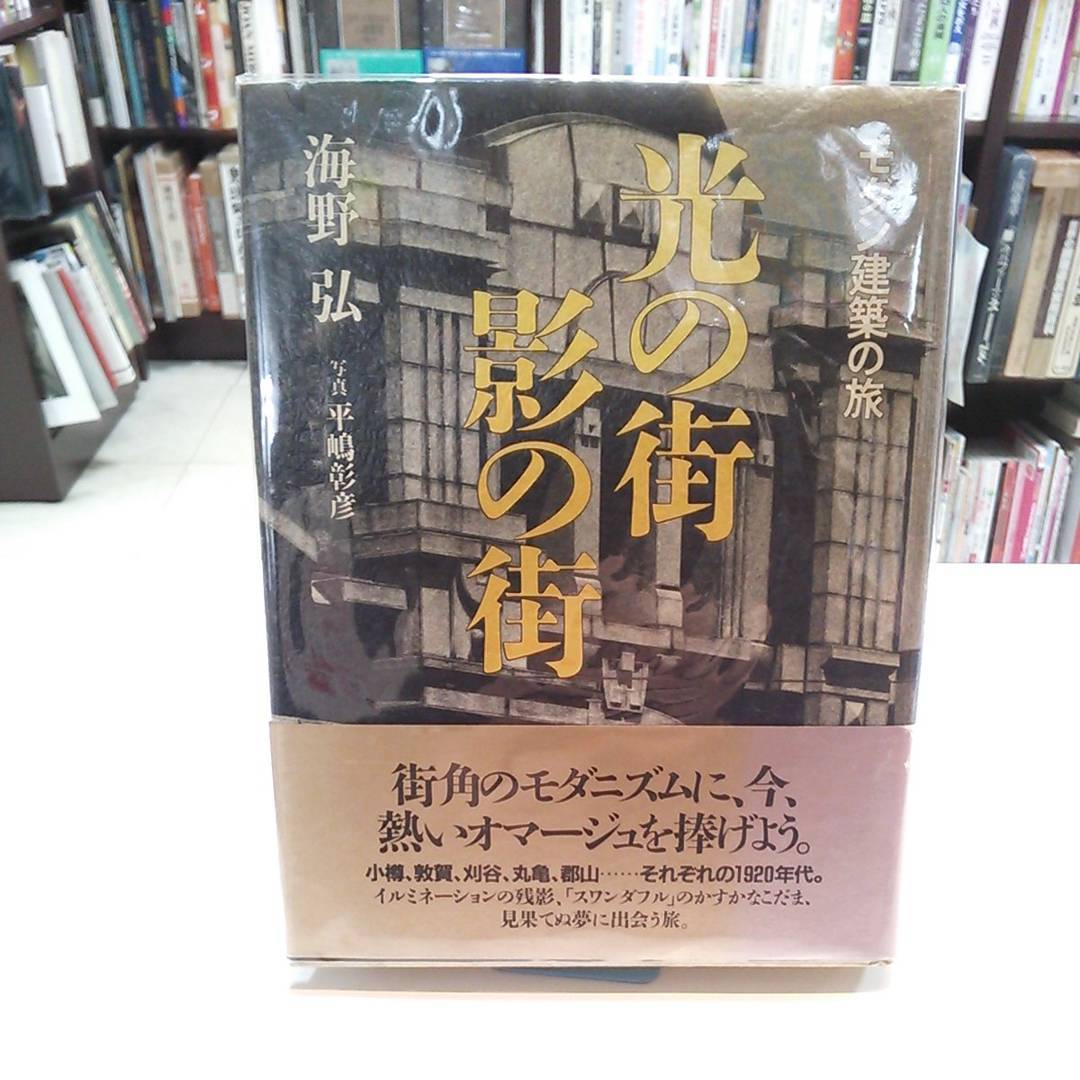 モダン建築の旅
光の街
影の街
海野 弘
写真 平嶋彰彦
街角のモダニズムに、今、
熱いオマージュを捧げよう。
小樽、敦賀、刈谷、丸亀、郡山……それぞれの1920年代。
イルミネーションの残影、「スワンダフル」のかすかなこだま、
見果てぬ夢に出会う旅。